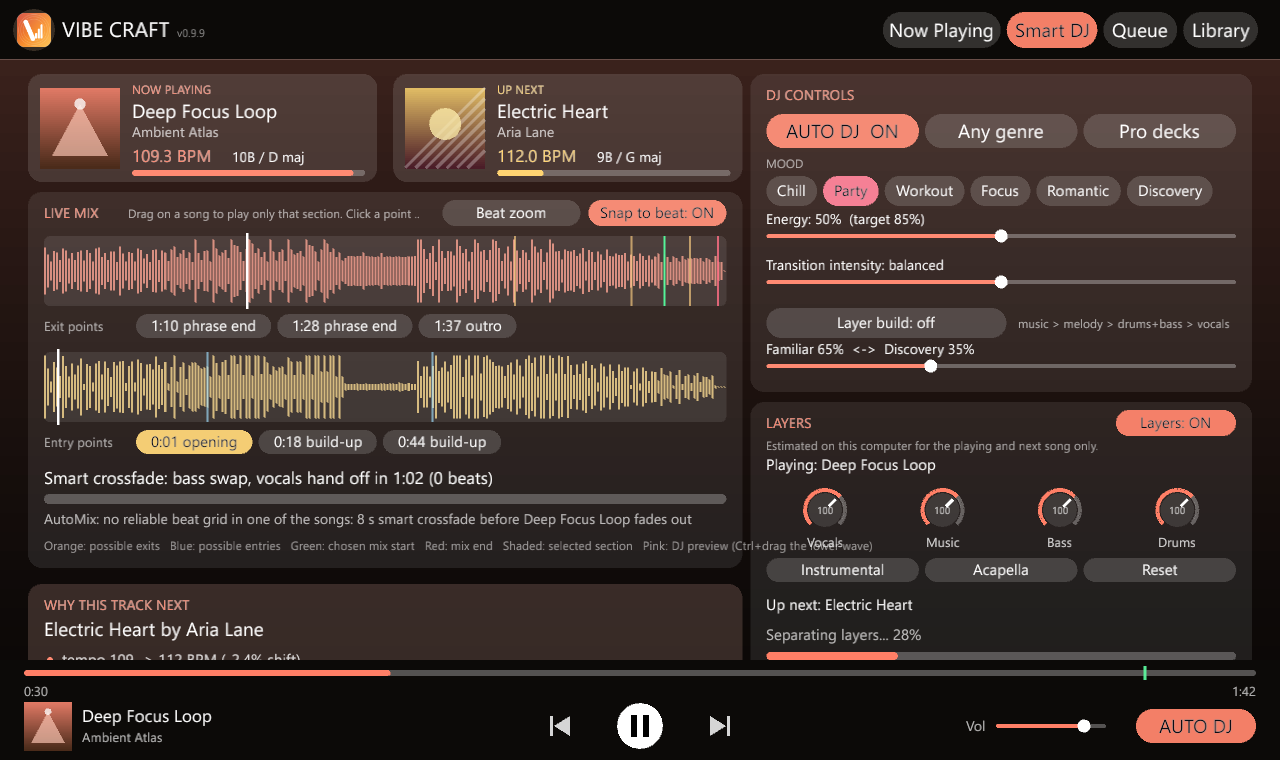 VIBE CRAFT v0.9.9
Now Playing
Smart DJ
Queue
Library
NOW PLAYING
Deep Focus Loop
Ambient Atlas
109.3 BPM 10B / D maj
UP NEXT
Electric Heart
Aria Lane
112.0 BPM 9B / G maj
LIVE MIX
Drag on a song to play only that section. Click a point ..
Beat zoom
Snap to beat: ON
Exit points
1:10 phrase end
1:28 phrase end
1:37 outro
Entry points
0:01 opening
0:18 build-up
0:44 build-up
Smart crossfade: bass swap, vocals hand off in 1:02 (0 beats)
AutoMix: no reliable beat grid in one of the songs: 8 s smart crossfade before Deep Focus Loop fades out
Orange: possible exits Blue: possible entries Green: chosen mix start Red: mix end Shaded: selected section Pink: DJ preview (Ctrl+drag the lower wave)
WHY THIS TRACK NEXT
Electric Heart by Aria Lane
tempo 109 -> 112 BPM (-2.4% shift)
DJ CONTROLS
AUTO DJ ON
Any genre
Pro decks
MOOD
Chill
Party
Workout
Focus
Romantic
Discovery
Energy: 50% (target 85%)
Transition intensity: balanced
Layer build: off
music > melody > drums+bass > vocals
Familiar 65% <-> Discovery 35%
LAYERS
Layers: ON
Estimated on this computer for the playing and next song only.
Playing: Deep Focus Loop
100 100 100 100
Vocals Music Bass Drums
Instrumental
Acapella
Reset
Up next: Electric Heart
Separating layers... 28%
0:30
1:42
Deep Focus Loop
Ambient Atlas
Vol
AUTO DJ